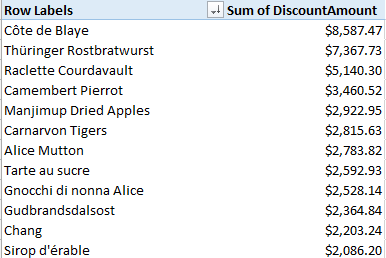 Row Labels Sum of DiscountAmount
Côte de Blaye $8,587.47
Thüringer Rostbratwurst $7,367.73
Raclette Courdavault $5,140.30
Camembert Pierrot $3,460.52
Manjimup Dried Apples $2,922.95
Carnarvon Tigers $2,815.63
Alice Mutton $2,783.82
Tarte au sucre $2,592.93
Gnocchi di nonna Alice $2,528.14
Gudbrandsdalsost $2,364.84
Chang $2,203.24
Sirop d'érable $2,086.20